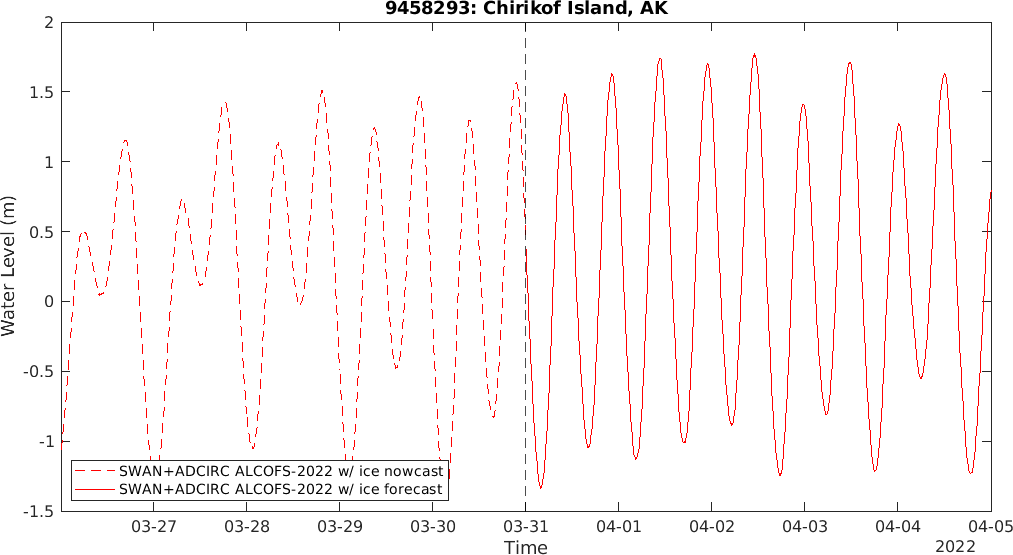 9458293: Chirikof Island, AK
2
1.5
1
0.5
0
-0.5
-1
-1.5
Water Level (m)
SWAN+ADCIRC ALCOFS-2022 w/ ice nowcast
SWAN+ADCIRC ALCOFS-2022 w/ ice forecast
03-27 03-28 03-29 03-30 03-31 04-01 04-02 04-03 04-04 04-05
Time
2022